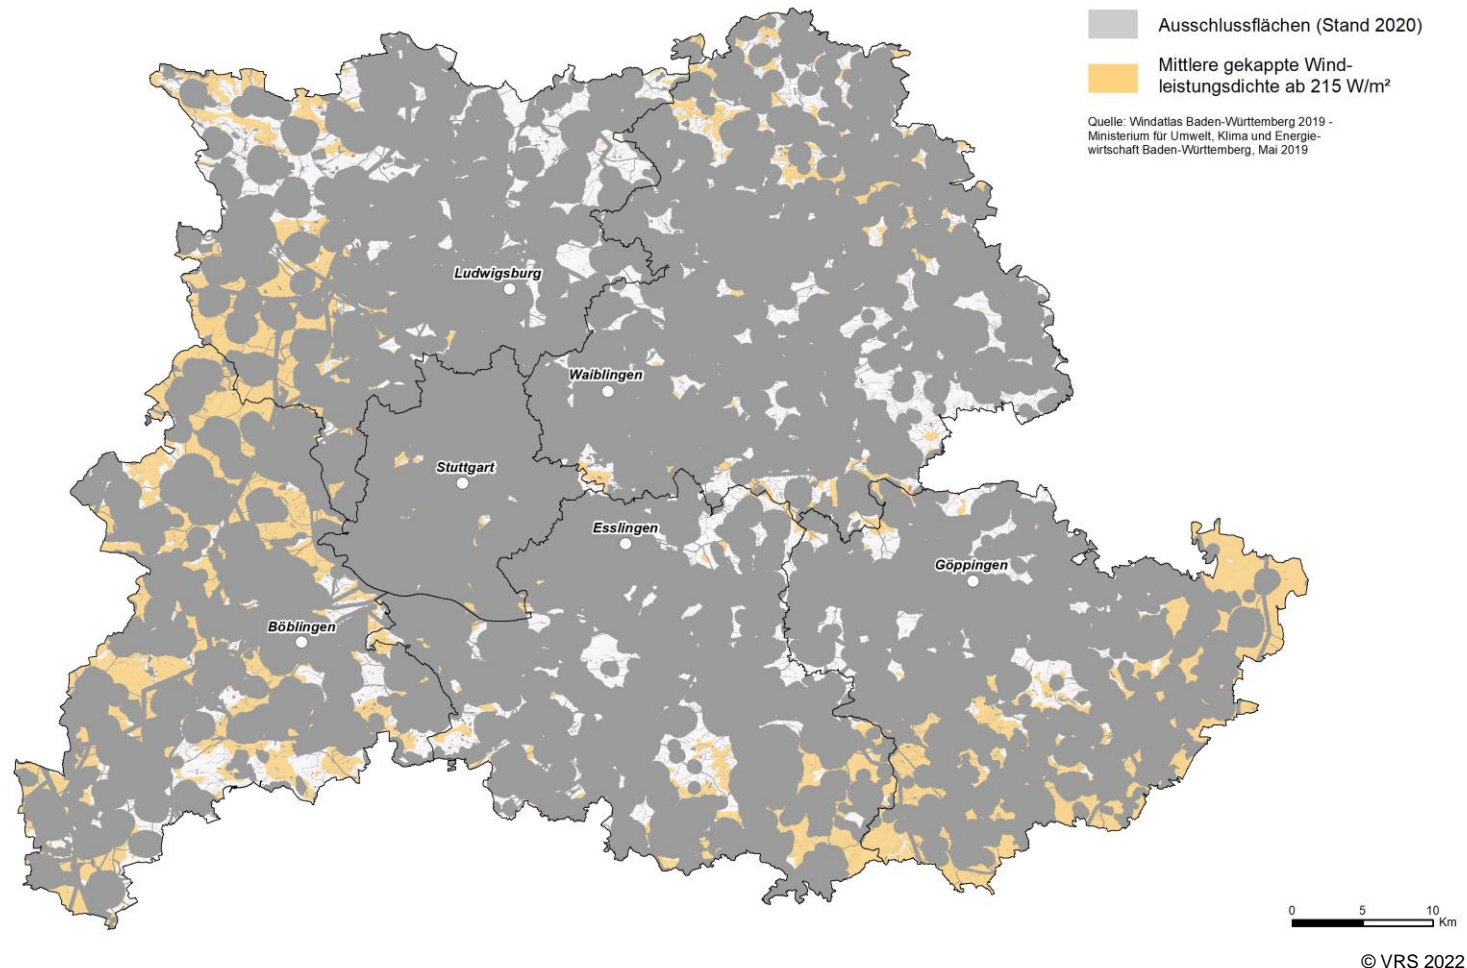 Ausschlussflächen (Stand 2020)
Mittlere gekappte Wind-
leistungsdichte ab 215 W/m²
Quelle: Windatlas Baden-Württemberg 2019 -
Ministerium für Umwelt, Klima und Energie-
wirtschaft Baden-Württemberg, Mai 2019
Ludwigsburg
Waiblingen
Stuttgart
Esslingen
Göppingen
Böblingen
0 5 10
Km
© VRS 2022